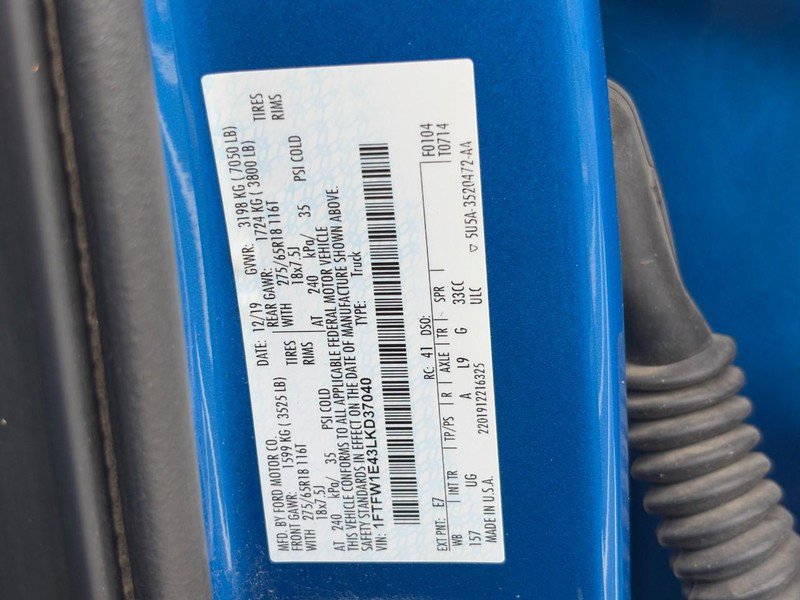 MFD. BY FORD MOTOR CO. DATE: 12/19 GVWR: 3198 KG ( 7050 LB)
FRONT GAWR: 1599 KG ( 3525 LB) REAR GAWR: 1724 KG ( 3800 LB)
WITH 275/65R18 116T TIRES WITH 275/65R18 116T TIRES
18x7.5J RIMS 18x7.5J RIMS
AT 240 kPa/ 35 PSI COLD AT 240 kPa/ 35 PSI COLD
THIS VEHICLE CONFORMS TO ALL APPLICABLE FEDERAL MOTOR VEHICLE
SAFETY STANDARDS IN EFFECT ON THE DATE OF MANUFACTURE SHOWN ABOVE.
VIN: 1FTFW1E43LKD37040 TYPE: Truck
F0104
T0714
EXT PNT: E7 RC: 41 DSO:
WB INT TR TP/PS R AXLE TR SPR
157 UG A L9 G 33CC
2201912216325 ULC
MADE IN U.S.A. ▽ 5U5A-3520472-AA